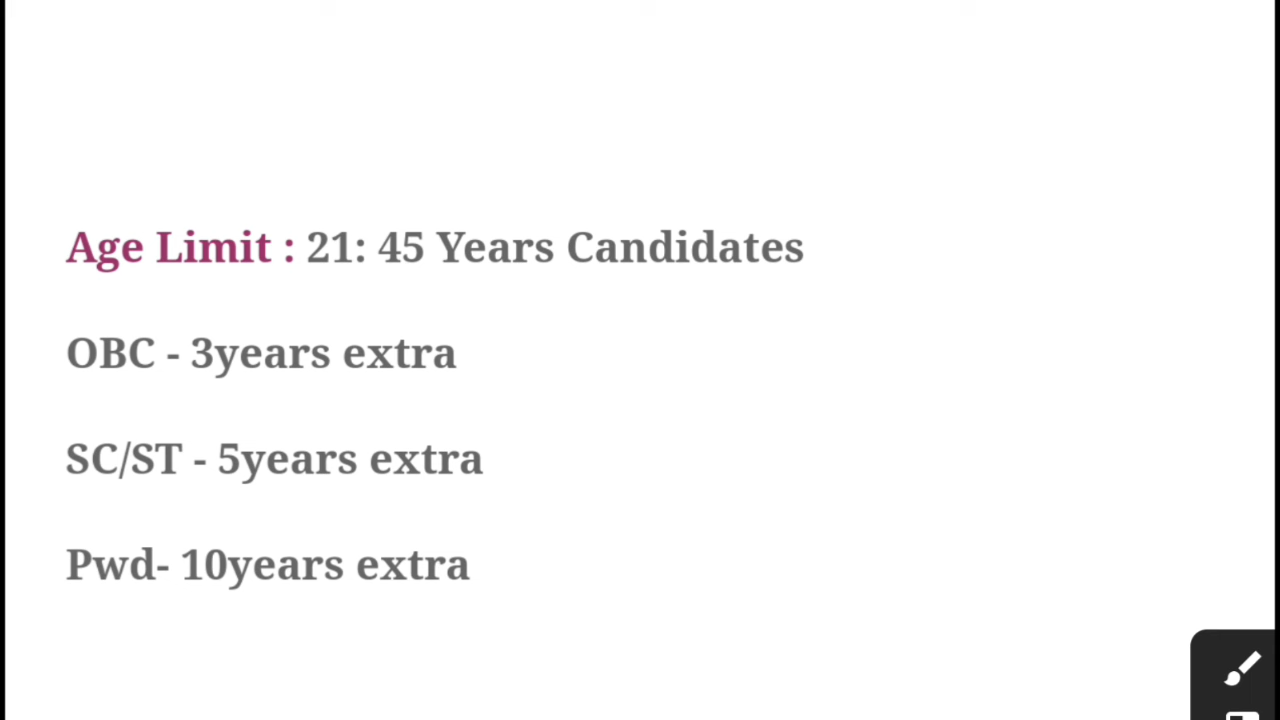 Age Limit : 21: 45 Years Candidates
OBC - 3years extra
SC/ST - 5years extra
Pwd- 10years extra